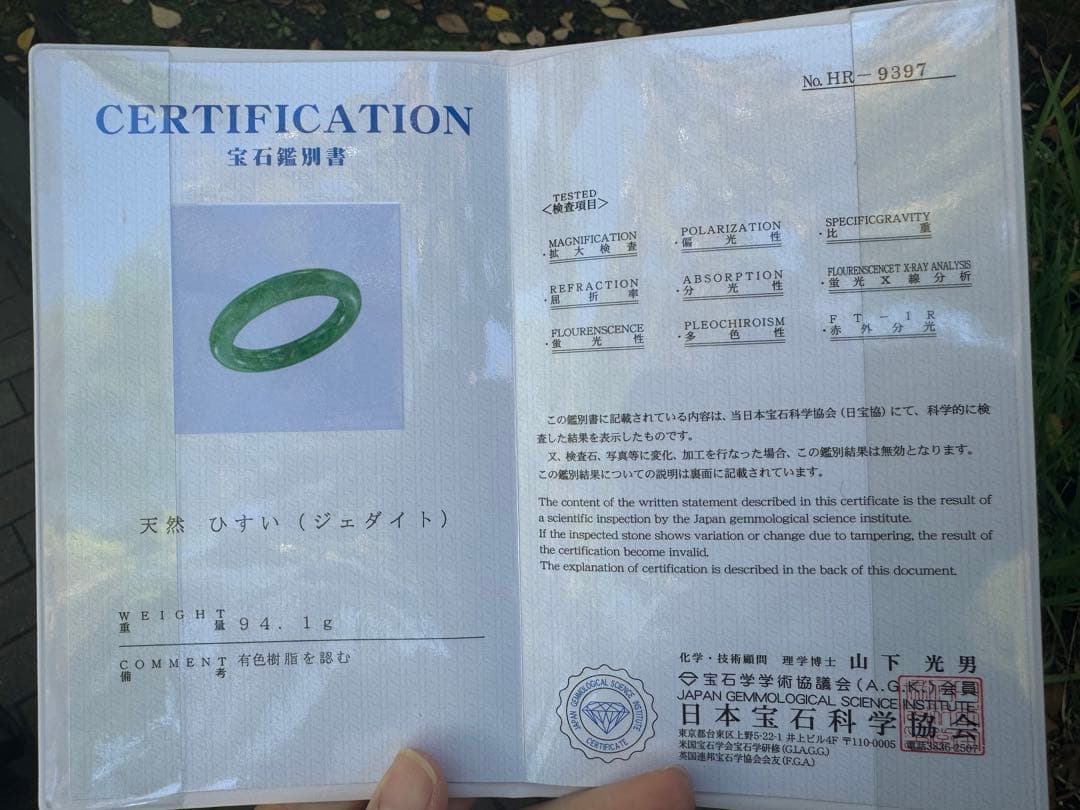 CERTIFICATION
宝石鑑別書
天然 ひすい（ジェダイト）
WEIGHT
重量 94.1g
COMMENT 有色樹脂を認む
備考
No. HR-9397
TESTED
<検査項目>
MAGNIFICATION
・拡大検査
POLARIZATION
・偏光性
SPECIFICGRAVITY
・比重
REFRACTION
・屈折率
ABSORPTION
・分光性
FLOURENSCENCET X-RAY ANALYSIS
・蛍光X線分析
FLOURENSCENCE
・蛍光性
PLEOCHIROISM
・多色性
FT-IR
・赤外分光
この鑑別書に記載されている内容は、当日本宝石科学協会（日宝協）にて、科学的に検
査した結果を表示したものです。
又、検査石、写真等に変化、加工を行なった場合、この鑑別結果は無効となります。
この鑑別結果についての説明は裏面に記載されています。
The content of the written statement described in this certificate is the result of
a scientific inspection by the Japan gemmological science institute.
If the inspected stone shows variation or change due to tampering, the result of
the certification become invalid.
The explanation of certification is described in the back of this document.
JAPAN GEMMOLOGICAL SCIENCE INSTITUTE
CERTIFICATE
化学・技術顧問 理学博士 山下光男
宝石学学術協議会（A.G.K.）会員
JAPAN GEMMOLOGICAL SCIENCE INSTITUTE
日本宝石科学協会
東京都台東区上野5-22-1 井上ビル4F 〒110-0005 電話3836-2507
米国宝石学会宝石学研修（G.I.A.G.G.）
英国連邦宝石学協会会友（F.G.A.）